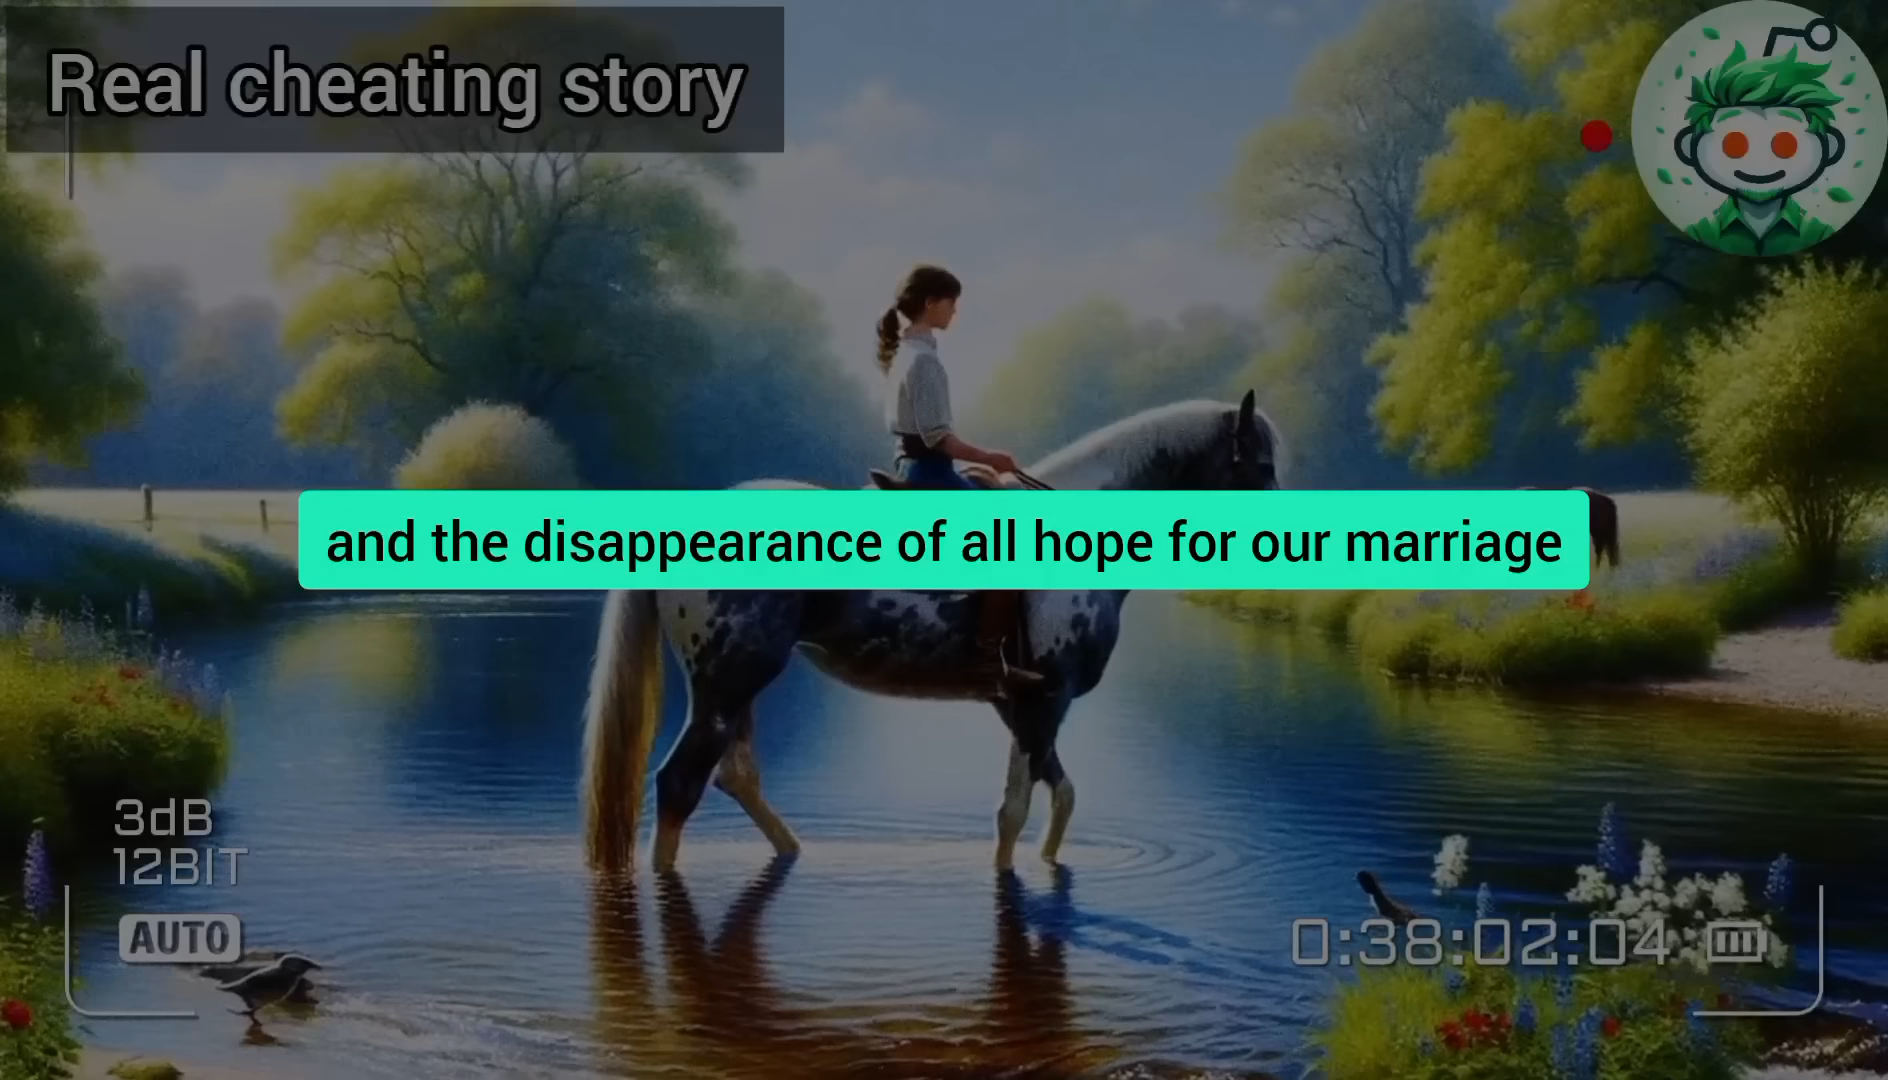 Real cheating story
and the disappearance of all hope for our marriage
3dB
12BIT
AUTO
0:38:02:04